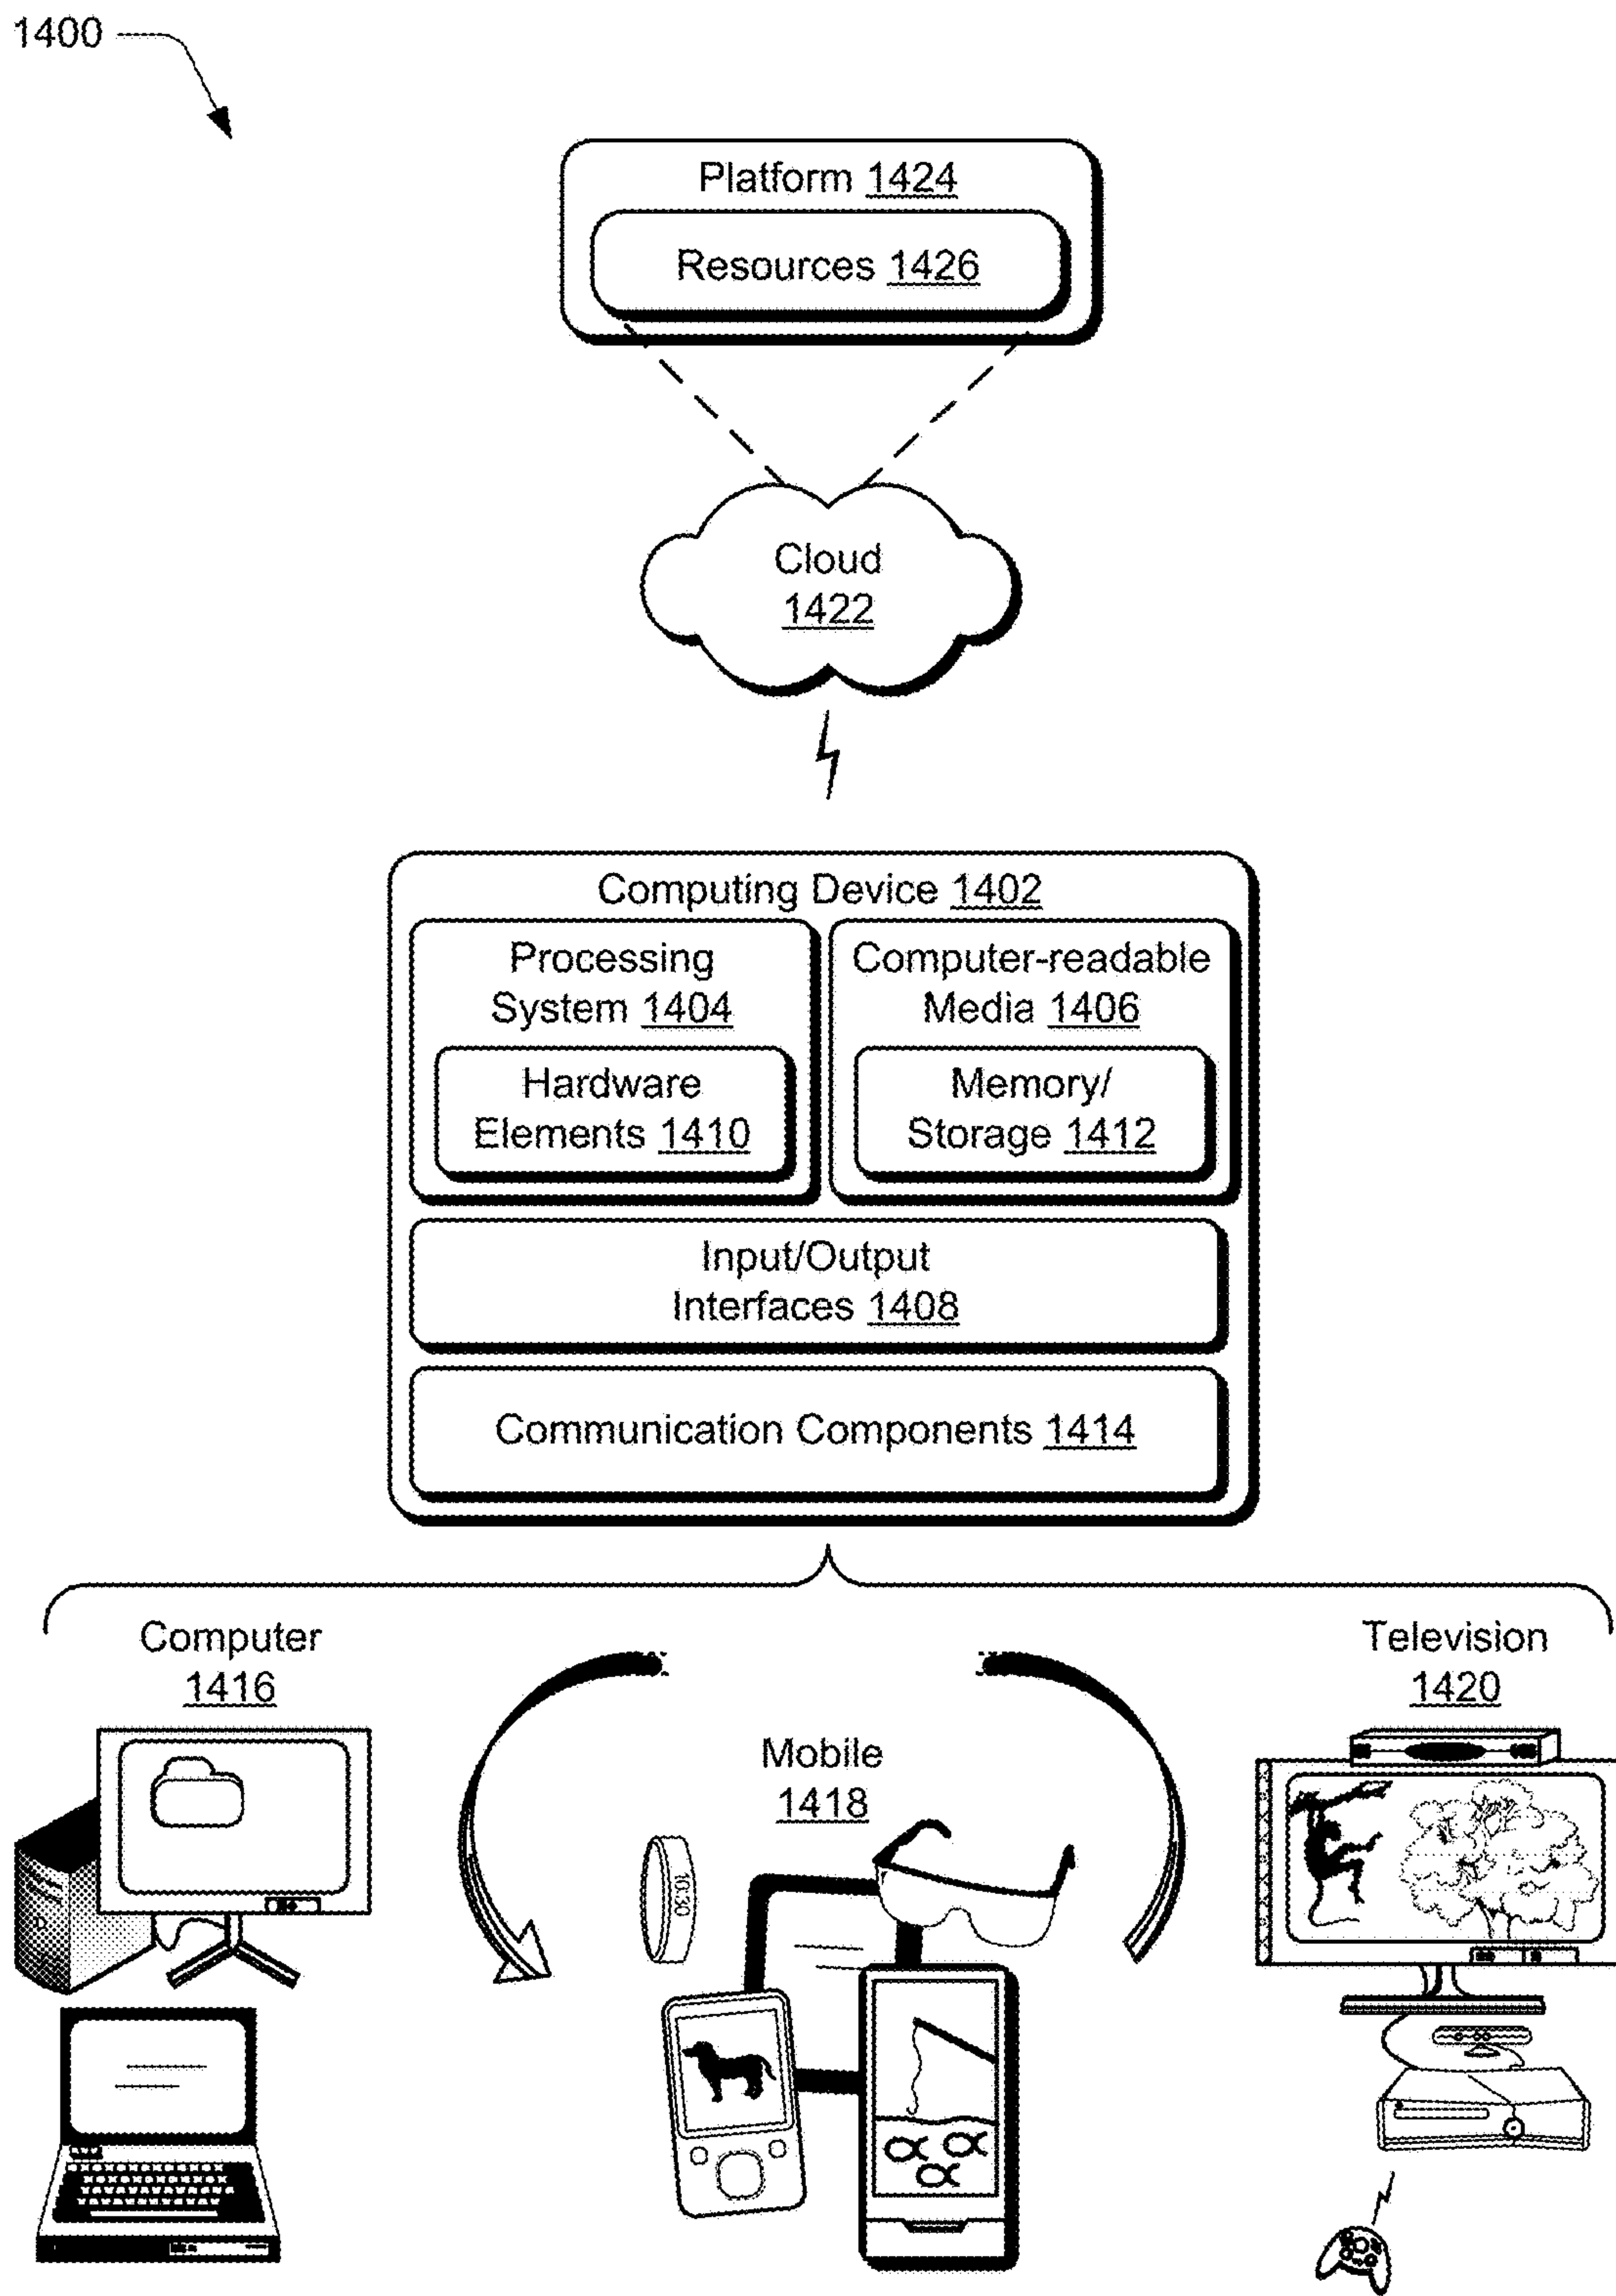 1400
Platform 1424
Resources 1426
Cloud
1422
Computing Device 1402
Processing
System 1404
Hardware
Elements 1410
Computer-readable
Media 1406
Memory/
Storage 1412
Input/Output
Interfaces 1408
Communication Components 1414
Computer
1416
Mobile
1418
10:30
Television
1420